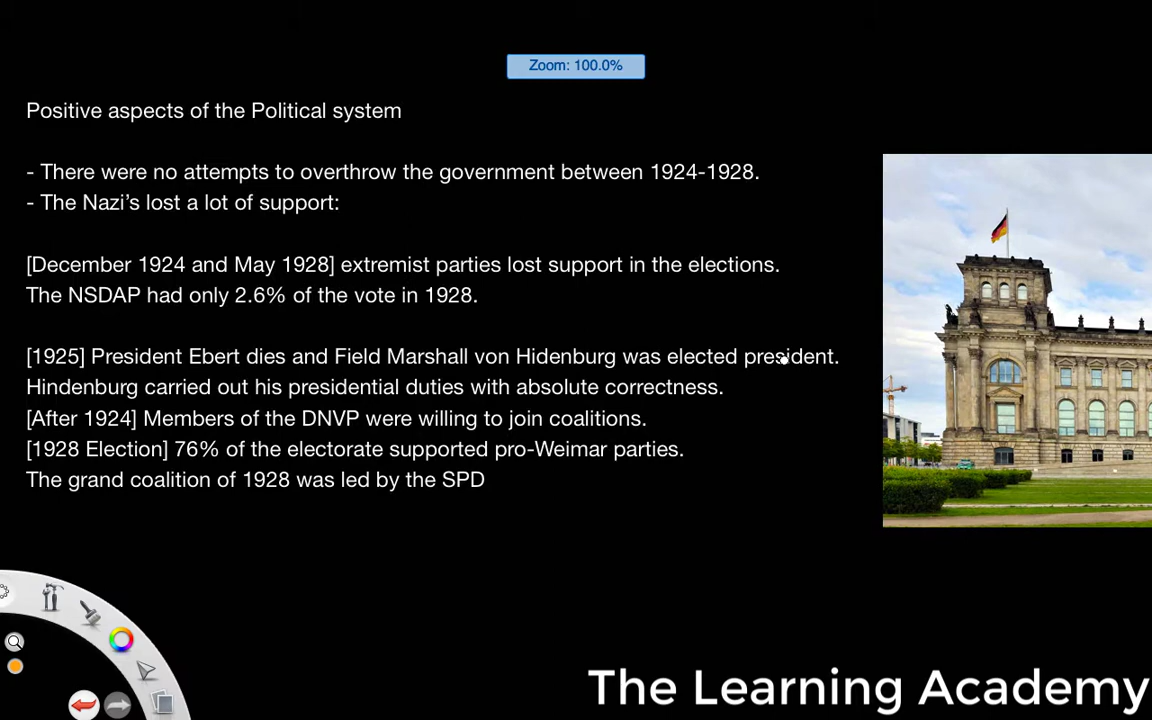 Zoom: 100.0%
Positive aspects of the Political system
- There were no attempts to overthrow the government between 1924-1928.
- The Nazi’s lost a lot of support:
[December 1924 and May 1928] extremist parties lost support in the elections.
The NSDAP had only 2.6% of the vote in 1928.
[1925] President Ebert dies and Field Marshall von Hidenburg was elected president.
Hindenburg carried out his presidential duties with absolute correctness.
[After 1924] Members of the DNVP were willing to join coalitions.
[1928 Election] 76% of the electorate supported pro-Weimar parties.
The grand coalition of 1928 was led by the SPD
The Learning Academy